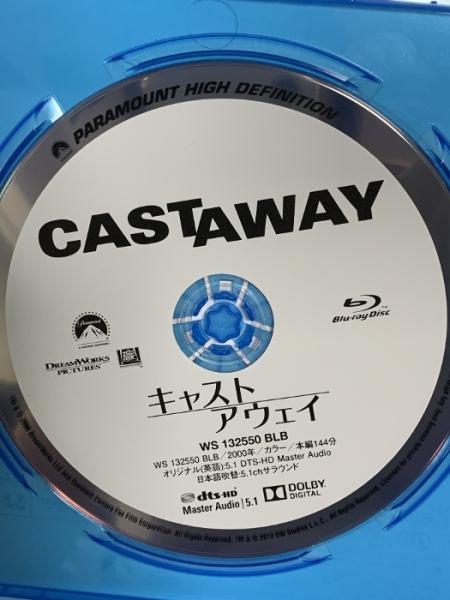 PARAMOUNT HIGH DEFINITION
CAST AWAY
Paramount
DREAMWORKS
PICTURES
Blu-ray Disc
キャスト
アウェイ
WS 132550 BLB
WS 132550 BLB/2000年/カラー/本編144分
オリジナル(英語):5.1 DTS-HD Master Audio
日本語吹替:5.1chサラウンド
dts-HD
Master Audio | 5.1
DOLBY
DIGITAL